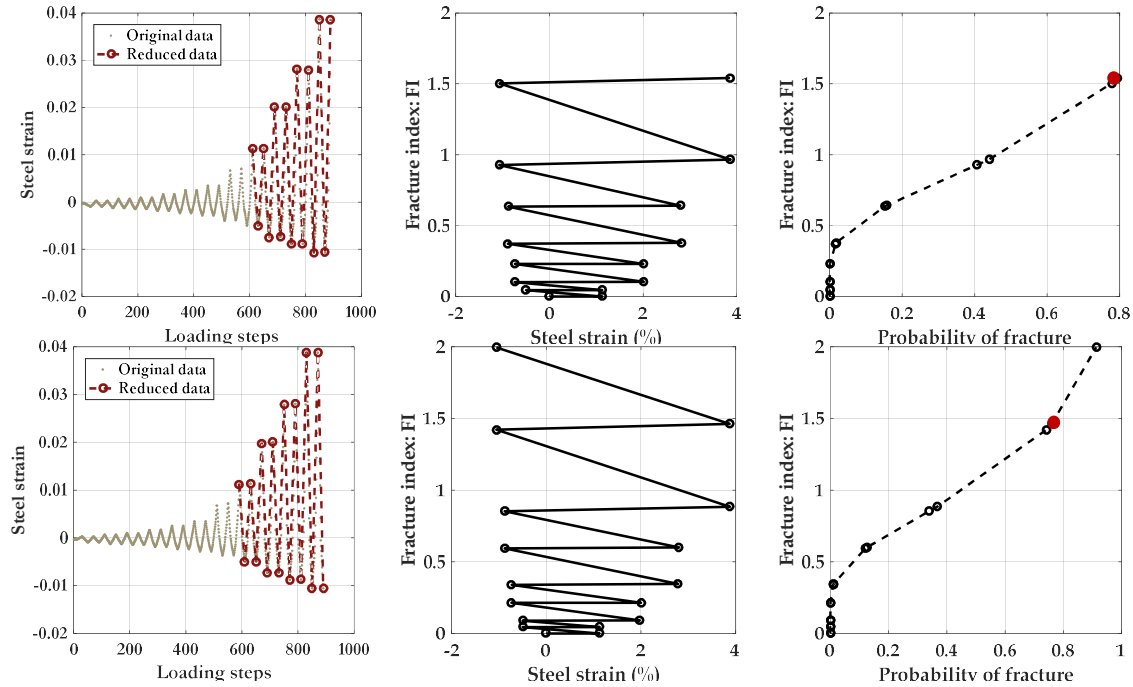 0.04
0.03
0.02
0.01
0
-0.01
-0.02
Steel strain
Original data
Reduced data
0 200 400 600 800 1000
Loading steps
2
1.5
1
0.5
0
Fracture index: FI
-2 0 2 4
Steel strain (%)
2
1.5
1
0.5
0
Fracture index: FI
0 0.2 0.4 0.6 0.8
Probability of fracture
0.04
0.03
0.02
0.01
0
-0.01
-0.02
Steel strain
Original data
Reduced data
0 200 400 600 800 1000
Loading steps
2
1.5
1
0.5
0
Fracture index: FI
-2 0 2 4
Steel strain (%)
2
1.5
1
0.5
0
Fracture index: FI
0 0.2 0.4 0.6 0.8 1
Probability of fracture